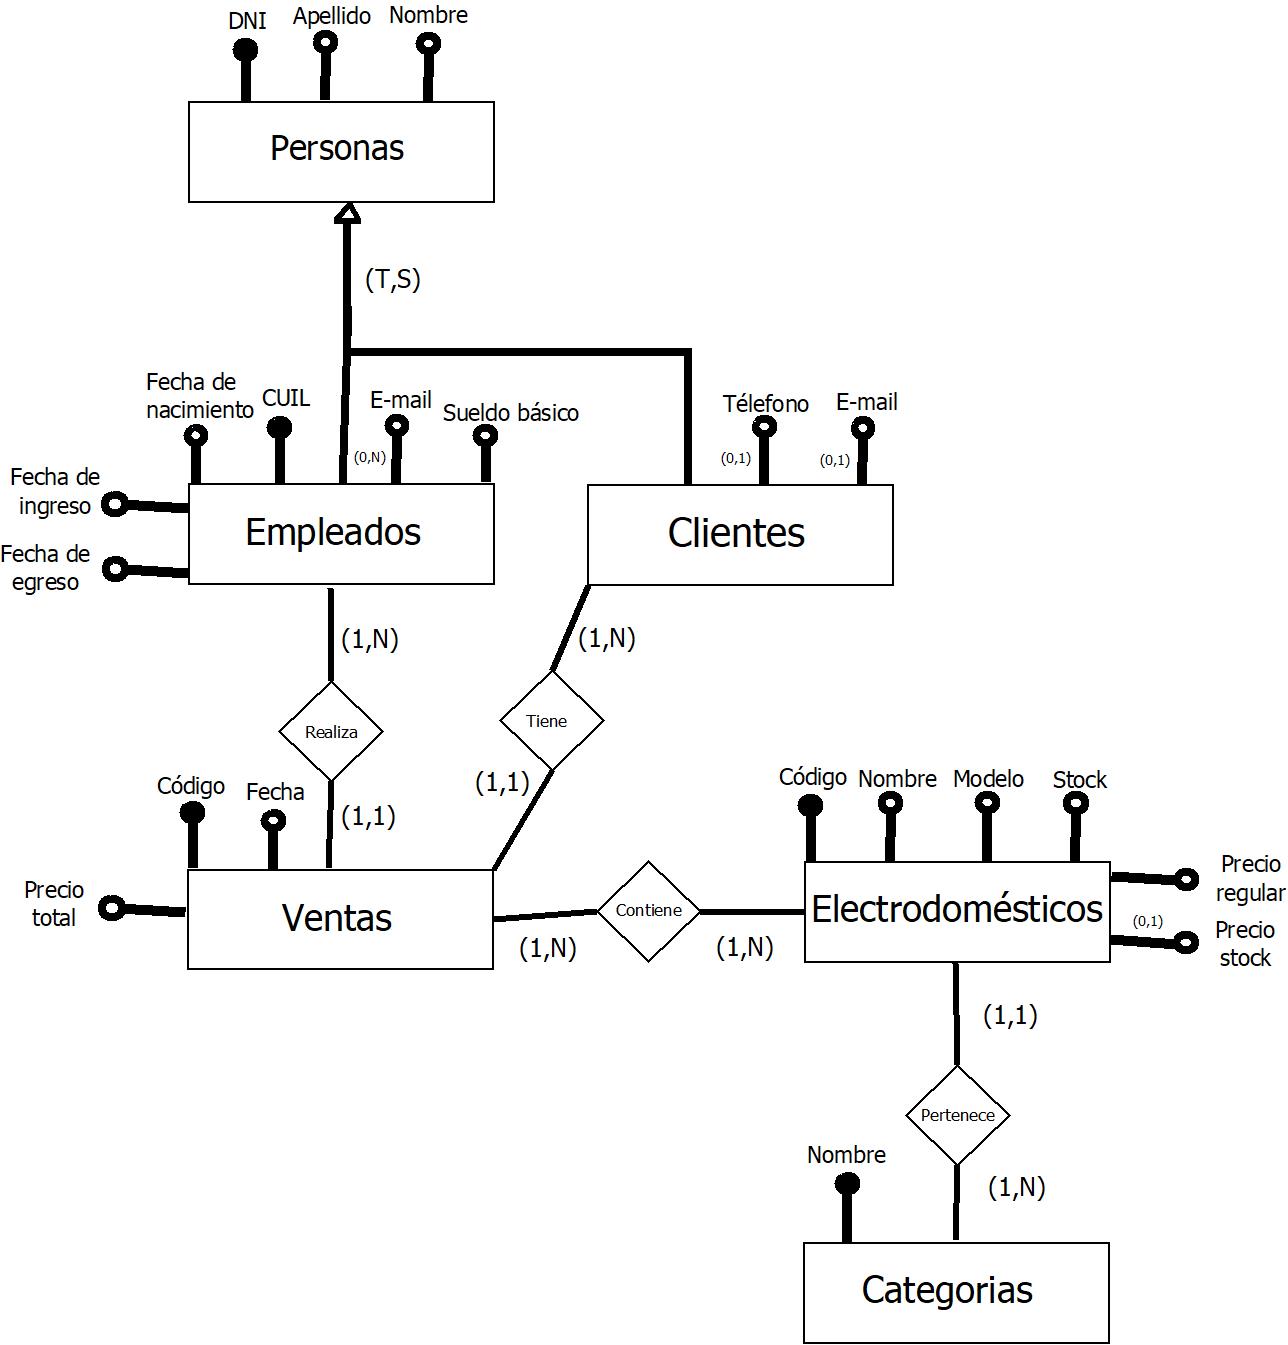 DNI
Apellido
Nombre
Personas
(T,S)
Fecha de
nacimiento
CUIL
E-mail
Sueldo básico
(0,N)
Télefono
E-mail
(0,1)
(0,1)
Fecha de
ingreso
Fecha de
egreso
Empleados
Clientes
(1,N)
(1,N)
Realiza
Tiene
(1,1)
(1,1)
Código
Fecha
Precio
total
Ventas
(1,N)
Contiene
(1,N)
Código
Nombre
Modelo
Stock
Electrodomésticos
Precio
regular
(0,1)
Precio
stock
(1,1)
Pertenece
(1,N)
Nombre
Categorias